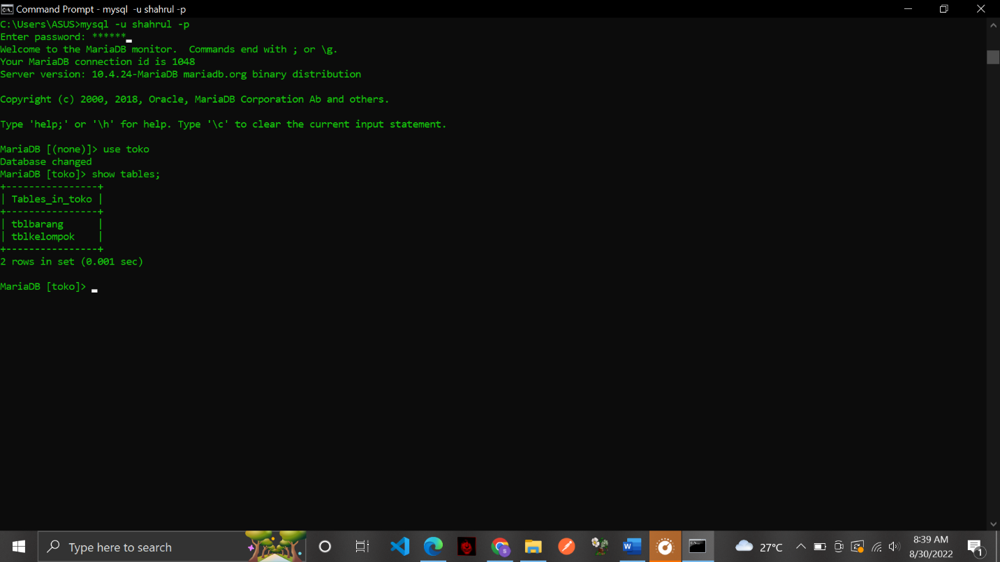 Command Prompt - mysql  -u shahrul -p
C:\Users\ASUS>mysql -u shahrul -p
Enter password: ******
Welcome to the MariaDB monitor.  Commands end with ; or \g.
Your MariaDB connection id is 1048
Server version: 10.4.24-MariaDB mariadb.org binary distribution

Copyright (c) 2000, 2018, Oracle, MariaDB Corporation Ab and others.

Type 'help;' or '\h' for help. Type '\c' to clear the current input statement.

MariaDB [(none)]> use toko
Database changed
MariaDB [toko]> show tables;
+----------------+
| Tables_in_toko |
+----------------+
| tblbarang      |
| tblkelompok    |
+----------------+
2 rows in set (0.001 sec)

MariaDB [toko]>
Type here to search
27°C
8:39 AM
8/30/2022
1